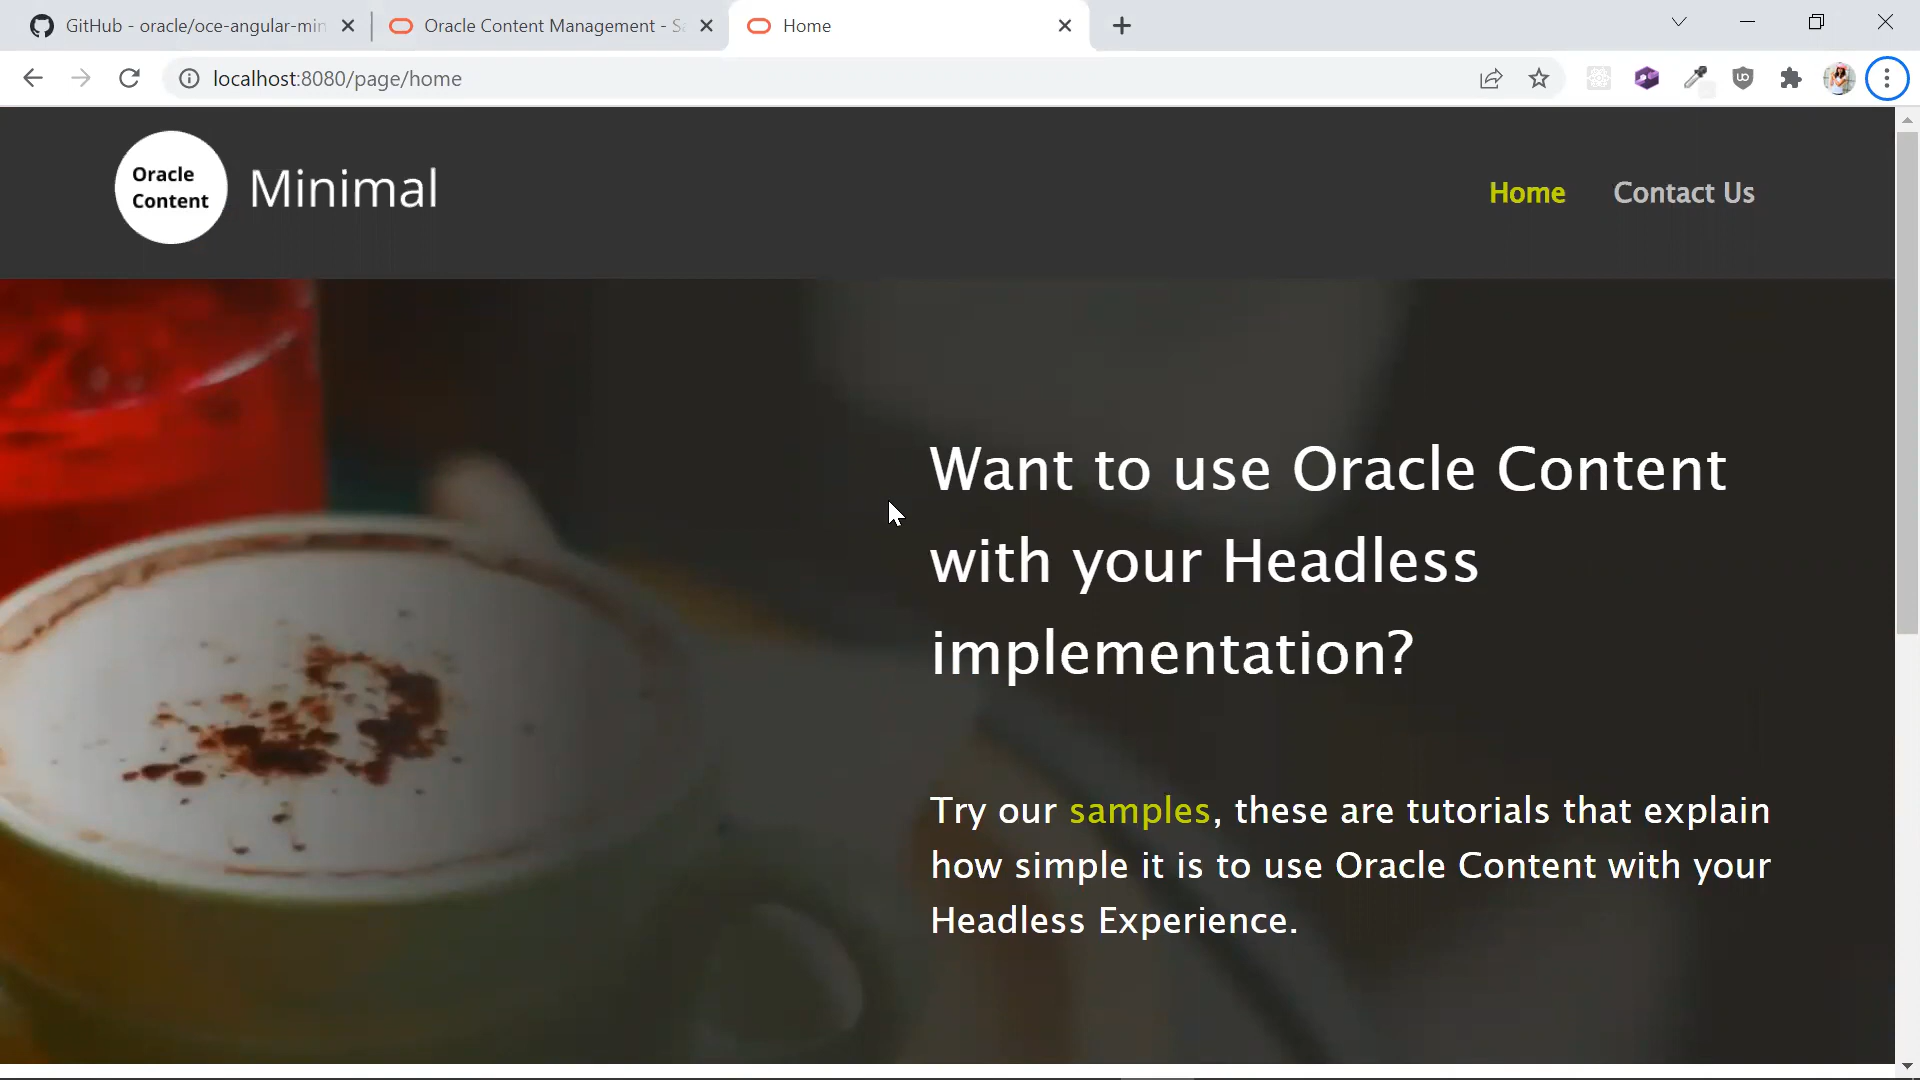 GitHub - oracle/oce-angular-min
Oracle Content Management - Sa
Home
localhost:8080/page/home
Oracle
Content
Minimal
Home
Contact Us
Want to use Oracle Content
with your Headless
implementation?
Try our samples, these are tutorials that explain
how simple it is to use Oracle Content with your
Headless Experience.